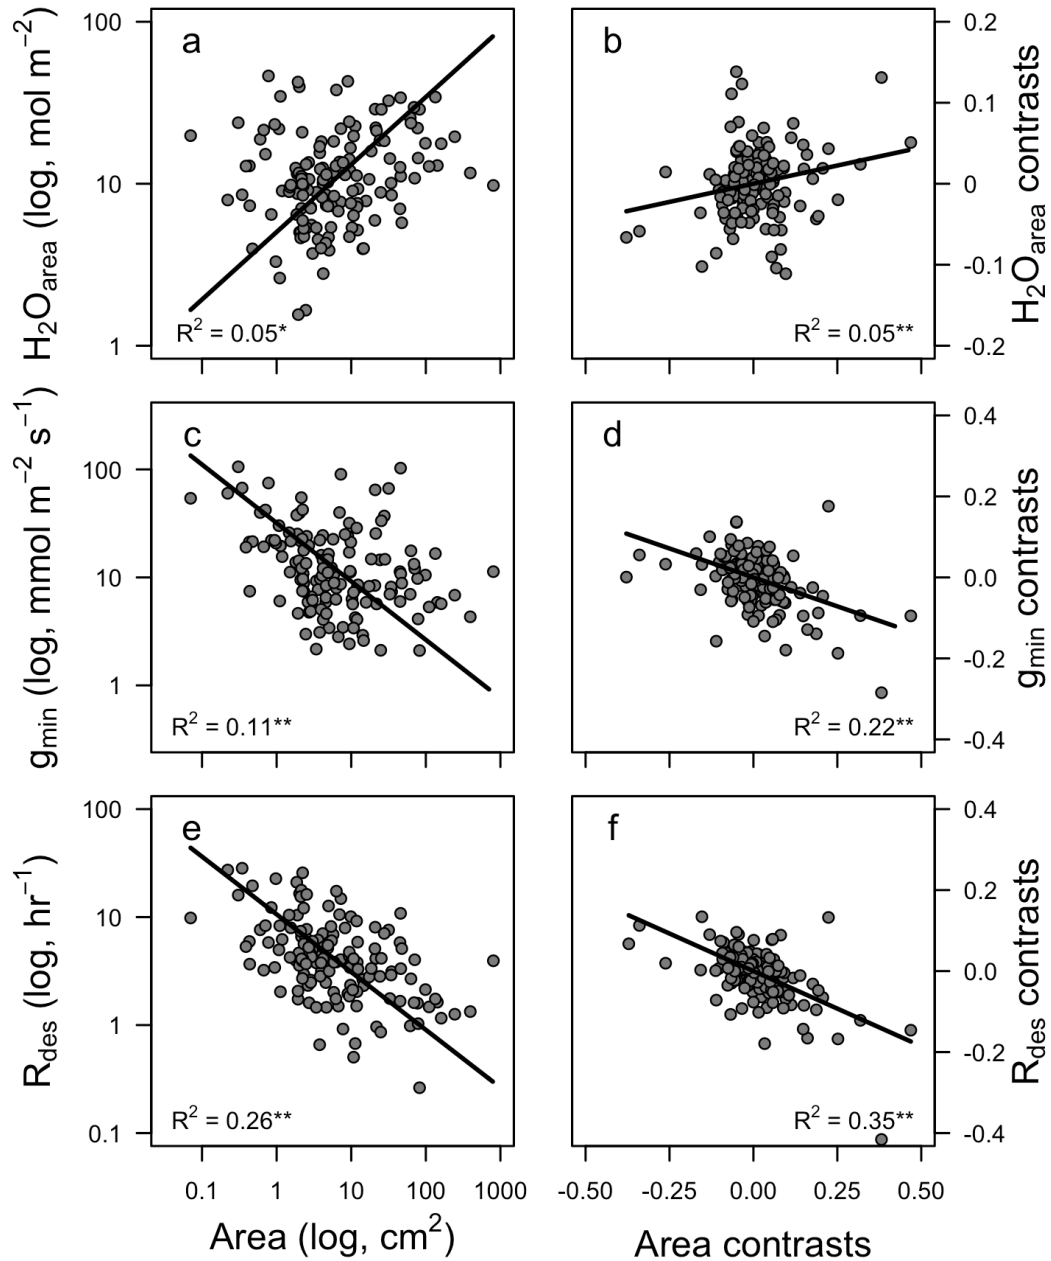 H₂Oarea (log, mol m⁻²)
100
10
1
a
R² = 0.05*
b
R² = 0.05**
0.2
0.1
0
-0.1
-0.2
H₂Oarea contrasts
gmin (log, mmol m⁻² s⁻¹)
100
10
1
c
R² = 0.11**
d
R² = 0.22**
0.4
0.2
0.0
-0.2
-0.4
gmin contrasts
Rdes (log, hr⁻¹)
100
10
1
0.1
e
R² = 0.26**
f
R² = 0.35**
0.4
0.2
0.0
-0.2
-0.4
Rdes contrasts
0.1 1 10 100 1000
-0.50 -0.25 0.00 0.25 0.50
Area (log, cm²)
Area contrasts